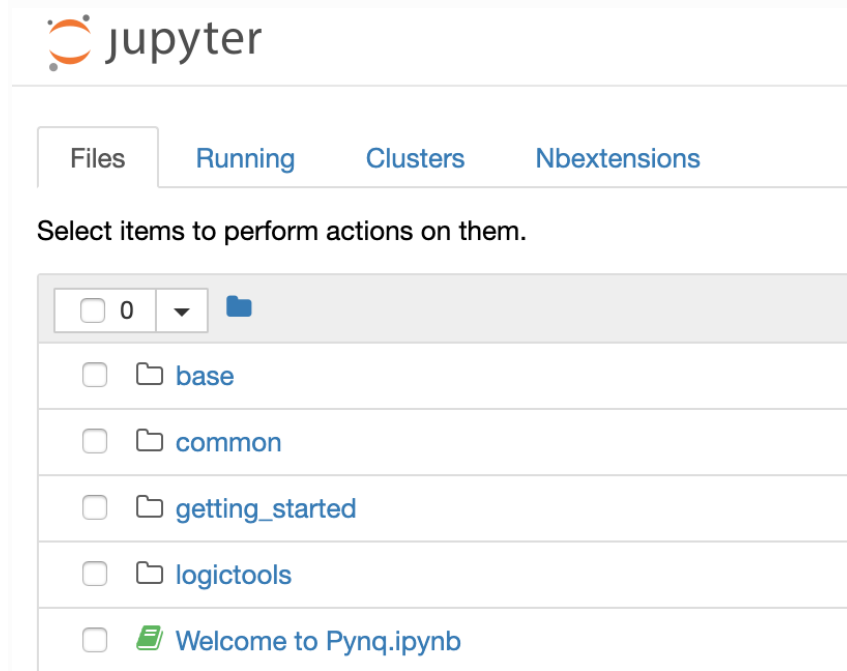 jupyter
Files Running Clusters Nbextensions
Select items to perform actions on them.
0
base
common
getting_started
logictools
Welcome to Pynq.ipynb